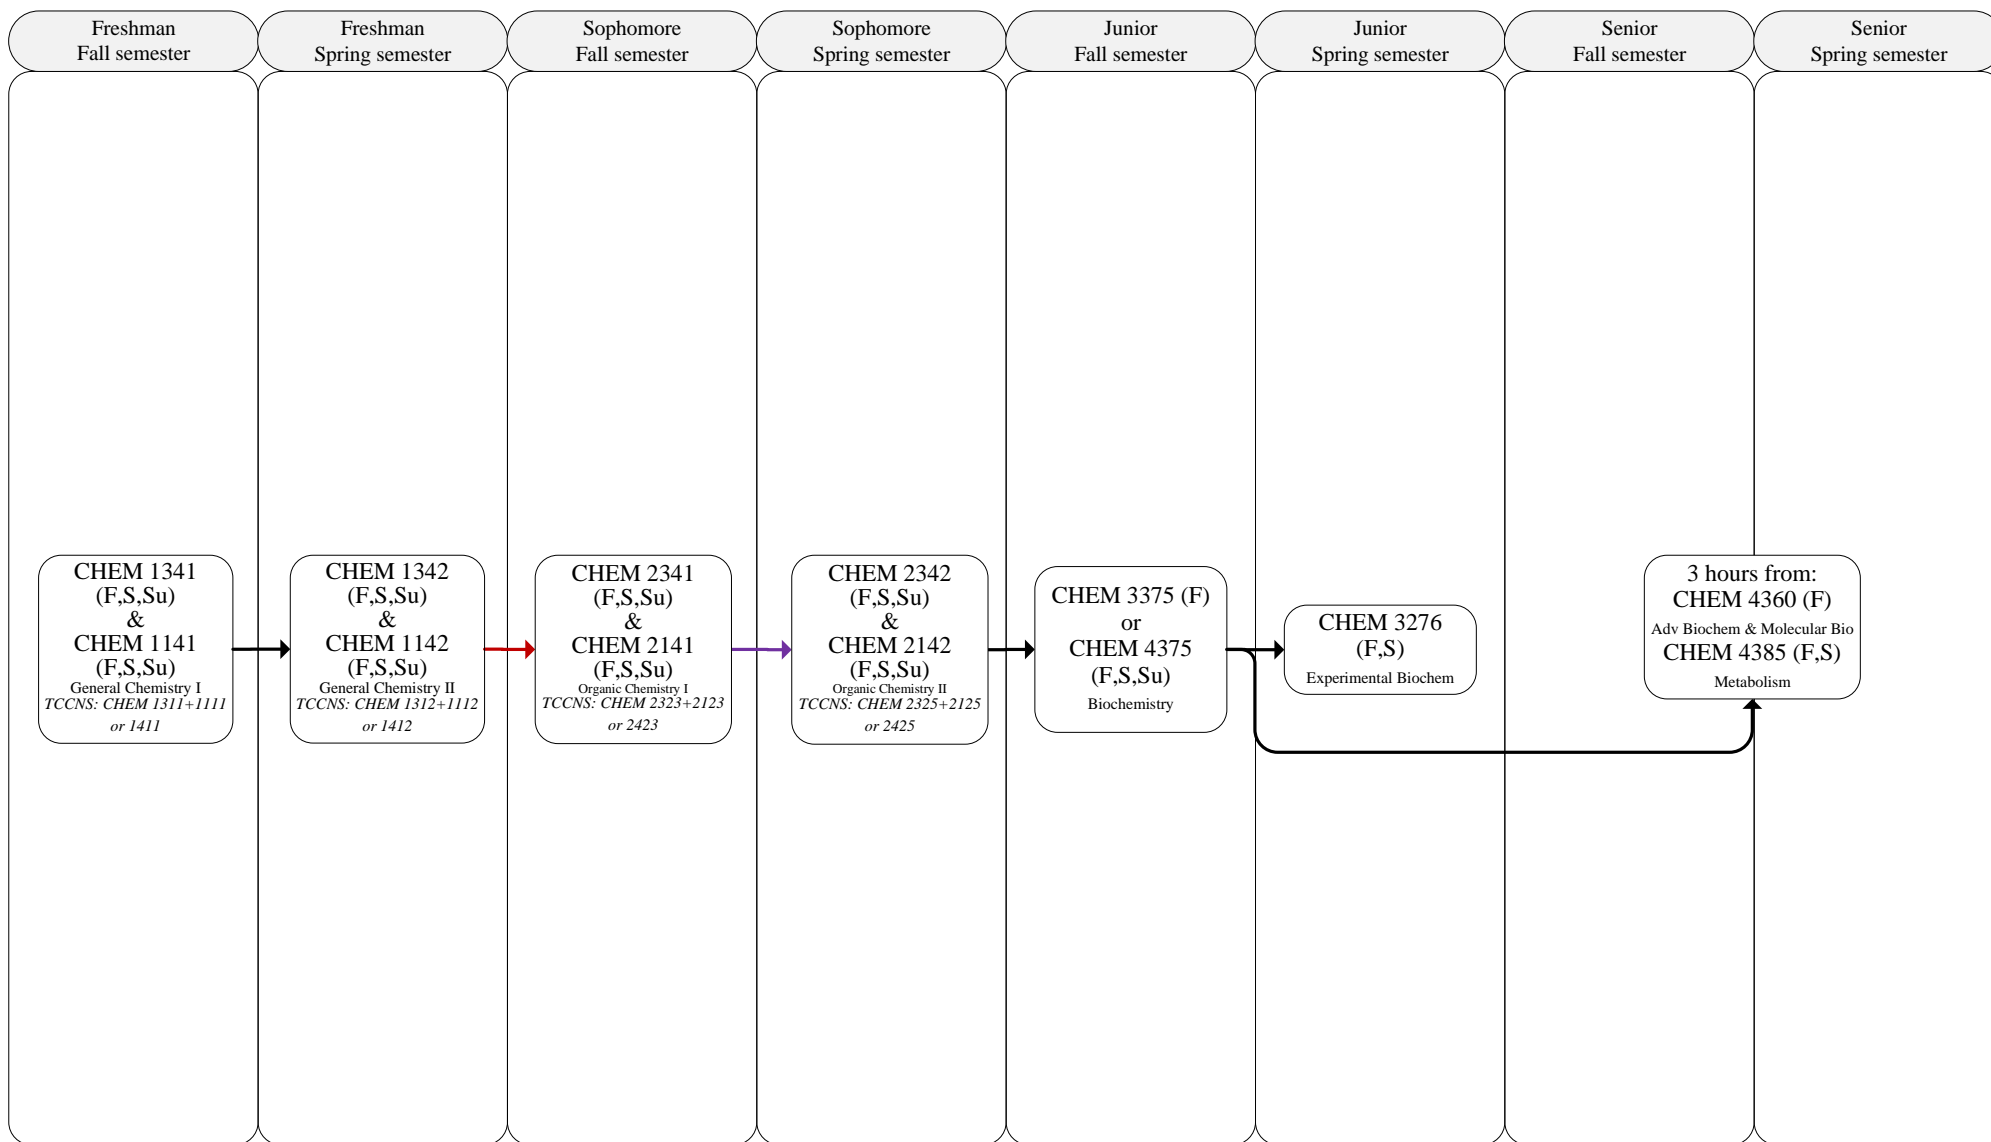 Freshman
Fall semester
Freshman
Spring semester
Sophomore
Fall semester
Sophomore
Spring semester
Junior
Fall semester
Junior
Spring semester
Senior
Fall semester
Senior
Spring semester
CHEM 1341
(F,S,Su)
&
CHEM 1141
(F,S,Su)
General Chemistry I
TCCNS: CHEM 1311+1111
or 1411
CHEM 1342
(F,S,Su)
&
CHEM 1142
(F,S,Su)
General Chemistry II
TCCNS: CHEM 1312+1112
or 1412
CHEM 2341
(F,S,Su)
&
CHEM 2141
(F,S,Su)
Organic Chemistry I
TCCNS: CHEM 2323+2123
or 2423
CHEM 2342
(F,S,Su)
&
CHEM 2142
(F,S,Su)
Organic Chemistry II
TCCNS: CHEM 2325+2125
or 2425
CHEM 3375 (F)
or
CHEM 4375
(F,S,Su)
Biochemistry
CHEM 3276
(F,S)
Experimental Biochem
3 hours from:
CHEM 4360 (F)
Adv Biochem & Molecular Bio
CHEM 4385 (F,S)
Metabolism